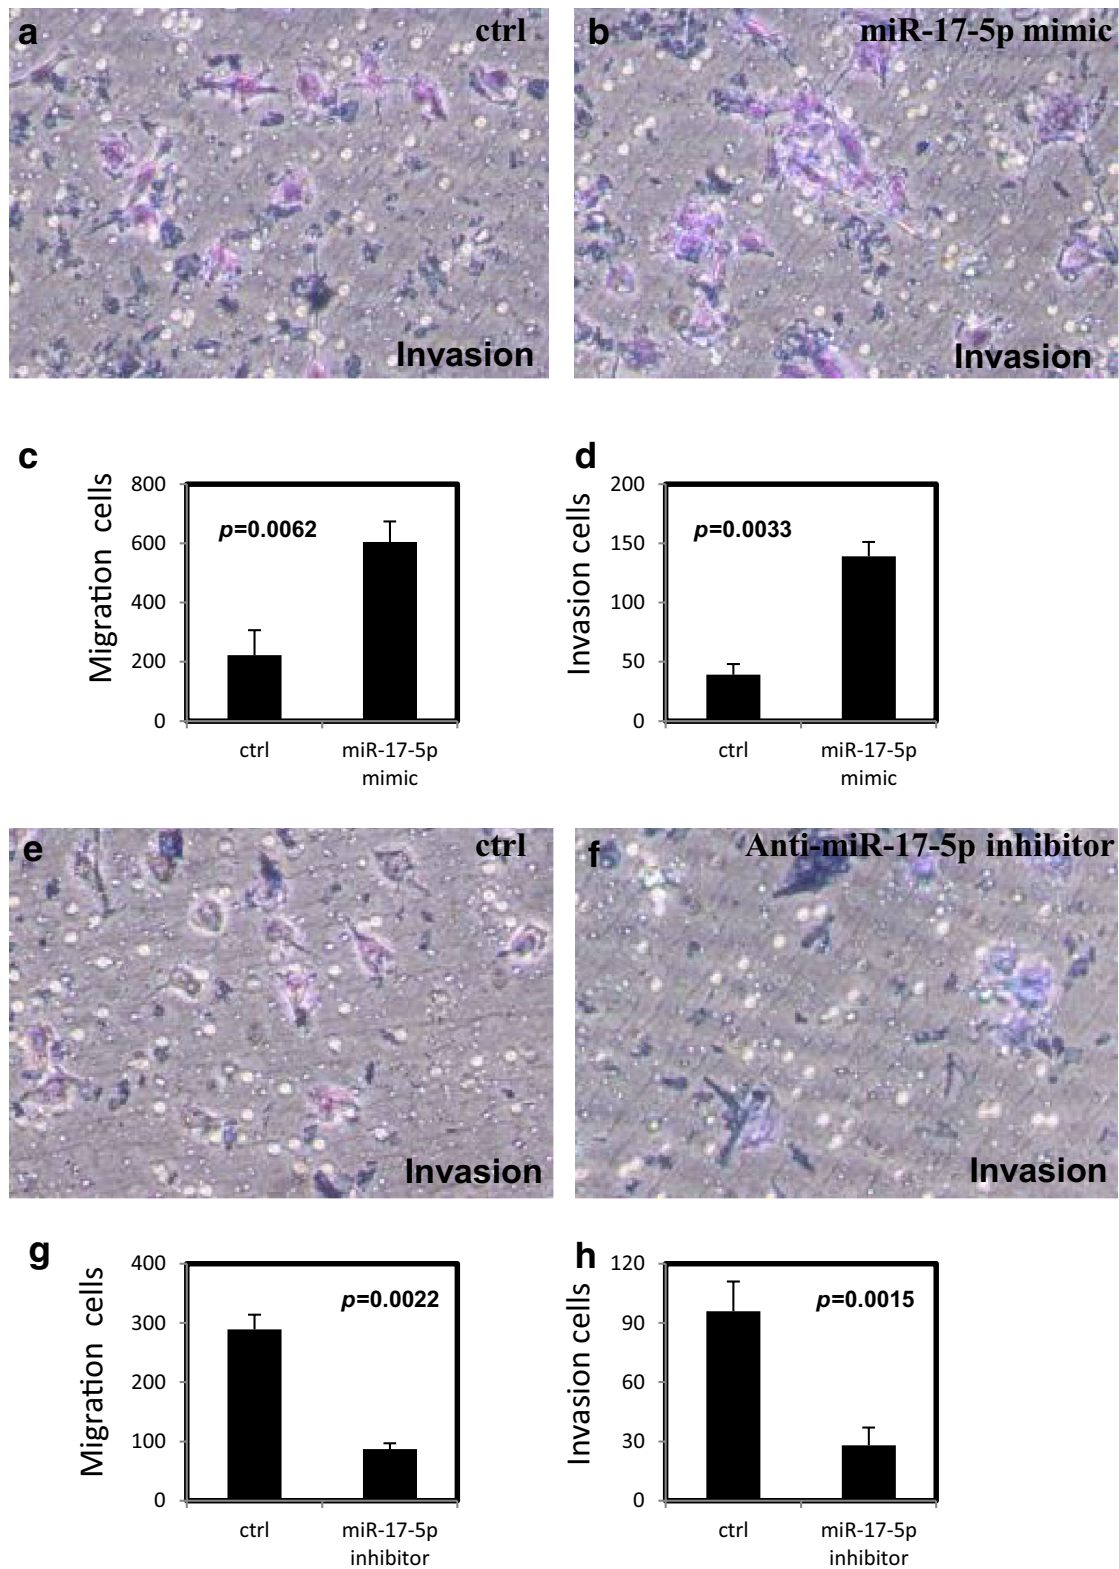 a
ctrl
Invasion
b
miR-17-5p mimic
Invasion
c
Migration cells
800
600
400
200
0
p=0.0062
ctrl
miR-17-5p
mimic
d
Invasion cells
200
150
100
50
0
p=0.0033
ctrl
miR-17-5p
mimic
e
ctrl
Invasion
f
Anti-miR-17-5p inhibitor
Invasion
g
Migration cells
400
300
200
100
0
p=0.0022
ctrl
miR-17-5p
inhibitor
h
Invasion cells
120
90
60
30
0
p=0.0015
ctrl
miR-17-5p
inhibitor